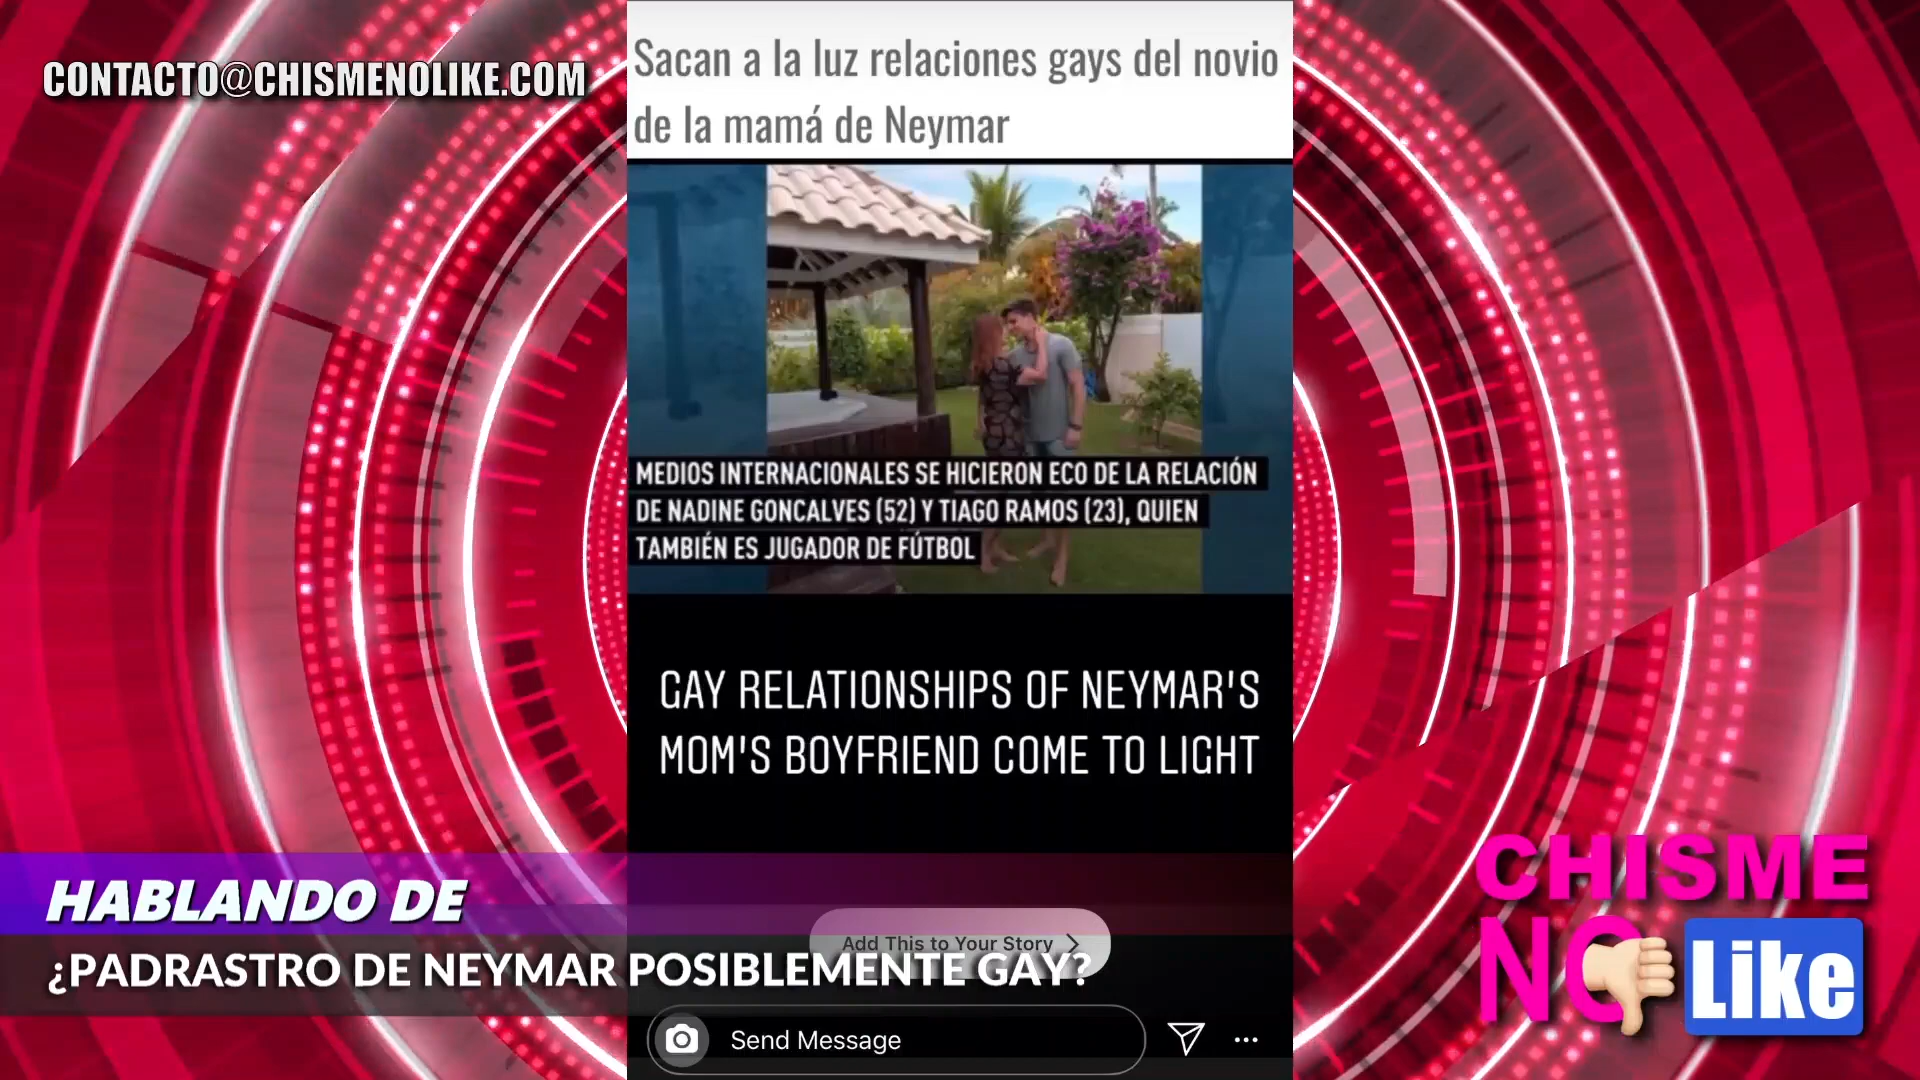 CONTACTO@CHISMENOLIKE.COM
Sacan a la luz relaciones gays del novio
de la mamá de Neymar
MEDIOS INTERNACIONALES SE HICIERON ECO DE LA RELACIÓN
DE NADINE GONCALVES (52) Y TIAGO RAMOS (23), QUIEN
TAMBIÉN ES JUGADOR DE FÚTBOL
GAY RELATIONSHIPS OF NEYMAR'S
MOM'S BOYFRIEND COME TO LIGHT
HABLANDO DE
Add This to Your Story
¿PADRASTRO DE NEYMAR POSIBLEMENTE GAY?
Send Message
CHISME
NO Like